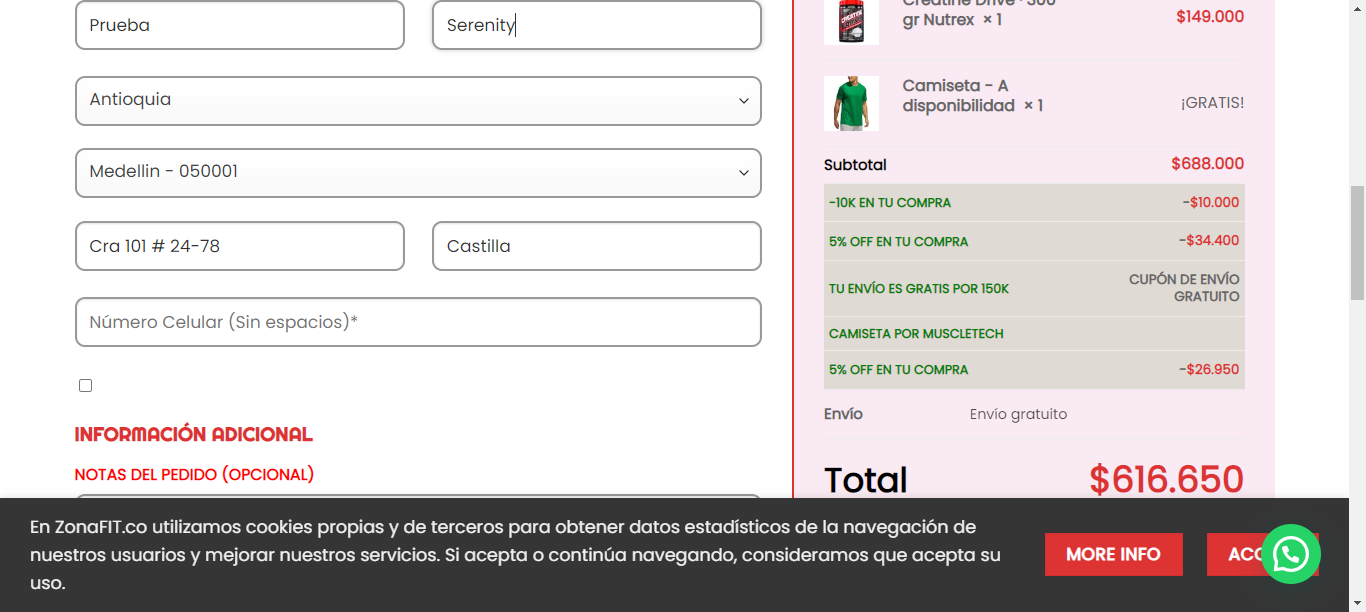 Prueba
Serenity
Antioquia
Medellin - 050001
Cra 101 # 24-78
Castilla
Número Celular (Sin espacios)*
INFORMACIÓN ADICIONAL
NOTAS DEL PEDIDO (OPCIONAL)
Creatine Drive · 300
gr Nutrex × 1
$149.000
Camiseta - A
disponibilidad × 1
¡GRATIS!
Subtotal $688.000
-10K EN TU COMPRA -$10.000
5% OFF EN TU COMPRA -$34.400
TU ENVÍO ES GRATIS POR 150K
CUPÓN DE ENVÍO
GRATUITO
CAMISETA POR MUSCLETECH
5% OFF EN TU COMPRA -$26.950
Envío Envío gratuito
Total $616.650
En ZonaFIT.co utilizamos cookies propias y de terceros para obtener datos estadísticos de la navegación de
nuestros usuarios y mejorar nuestros servicios. Si acepta o continúa navegando, consideramos que acepta su
uso.
MORE INFO